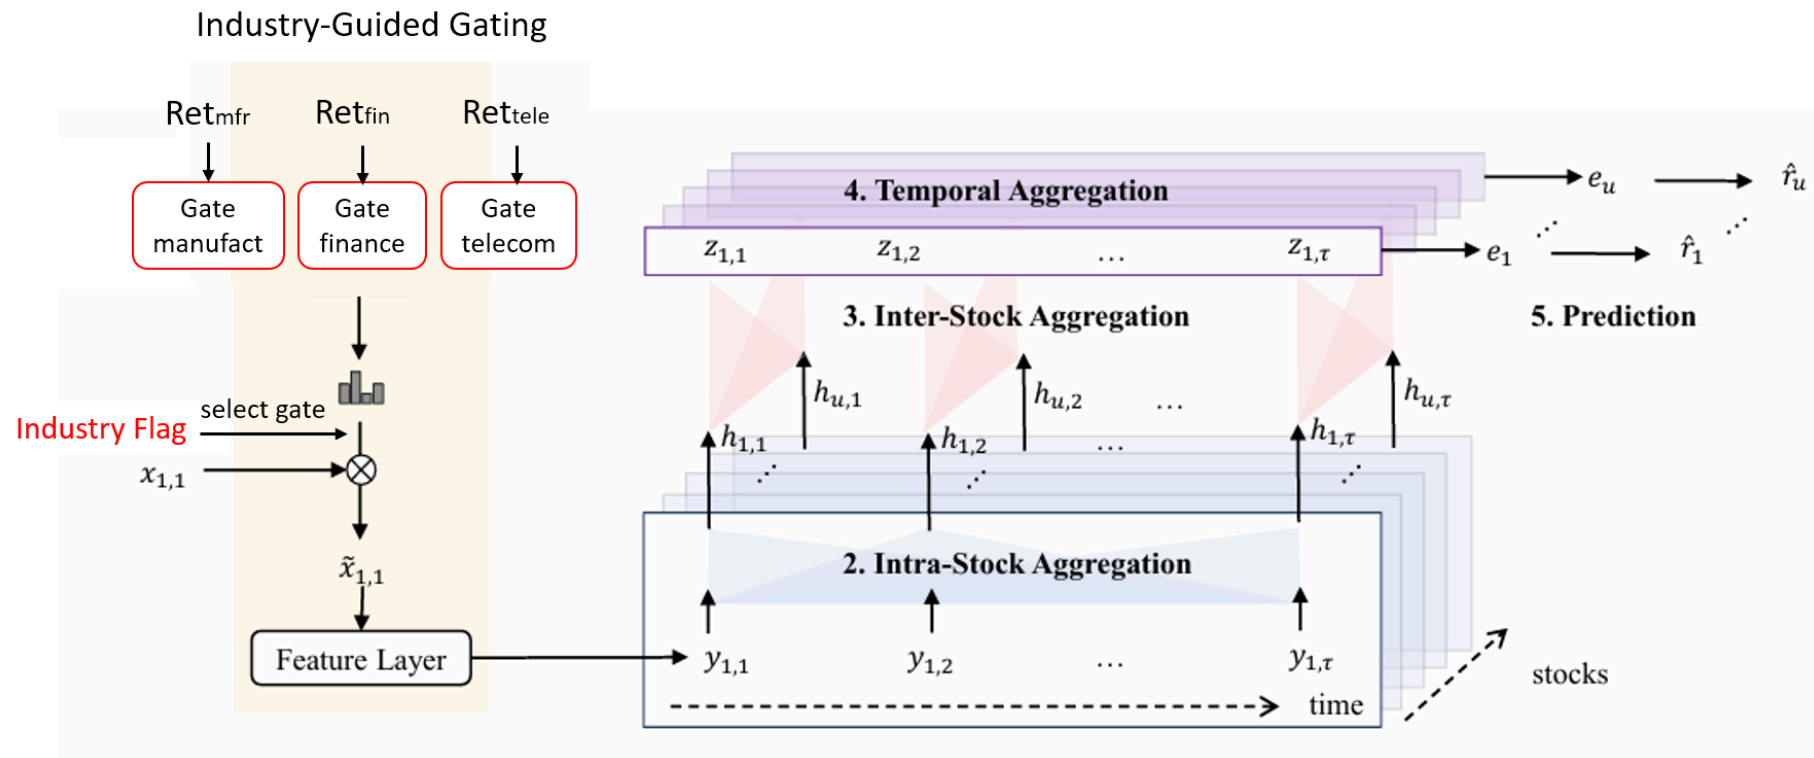 Industry-Guided Gating
Retmfr
Retfin
Rettele
Gate
manufact
Gate
finance
Gate
telecom
select gate
Industry Flag
x1,1
x̃1,1
Feature Layer
4. Temporal Aggregation
z1,1 z1,2 … z1,τ
eu r̂u
e1 r̂1
3. Inter-Stock Aggregation
5. Prediction
hu,1 hu,2 … hu,τ
h1,1 h1,2 … h1,τ
2. Intra-Stock Aggregation
y1,1 y1,2 … y1,τ
time
stocks